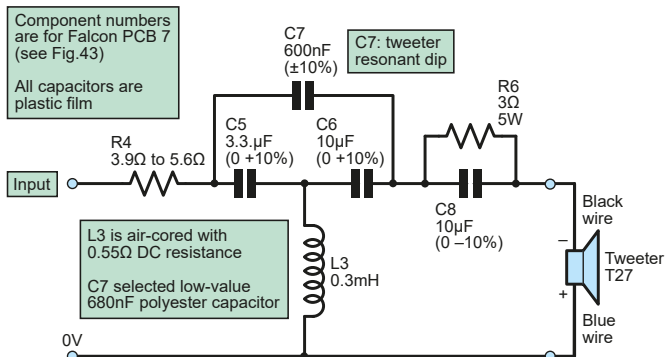 Component numbers
are for Falcon PCB 7
(see Fig.43)
All capacitors are
plastic film
C7
600nF
(±10%)
C7: tweeter
resonant dip
R6
3Ω
5W
R4
3.9Ω to 5.6Ω
C5
3.3.µF
(0 +10%)
C6
10µF
(0 +10%)
Input
C8
10µF
(0 –10%)
Black
wire
–
Tweeter
T27
+
Blue
wire
L3 is air-cored with
0.55Ω DC resistance
C7 selected low-value
680nF polyester capacitor
L3
0.3mH
0V